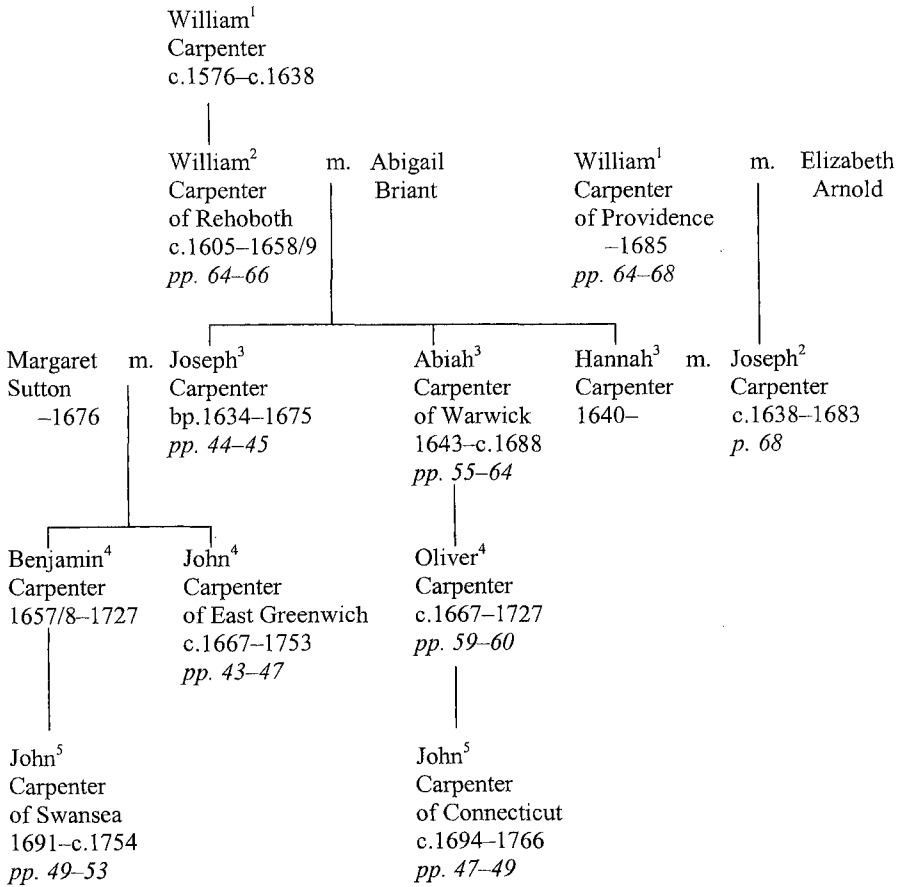 William¹
Carpenter
c.1576–c.1638
William² m. Abigail
Carpenter Briant
of Rehoboth
c.1605–1658/9
pp. 64–66
William¹ m. Elizabeth
Carpenter Arnold
of Providence
–1685
pp. 64–68
Margaret m. Joseph³
Sutton Carpenter
–1676 bp.1634–1675
pp. 44–45
Abiah³
Carpenter
of Warwick
1643–c.1688
pp. 55–64
Hannah³ m. Joseph²
Carpenter Carpenter
1640– c.1638–1683
p. 68
Benjamin⁴
Carpenter
1657/8–1727
John⁴
Carpenter
of East Greenwich
c.1667–1753
pp. 43–47
Oliver⁴
Carpenter
c.1667–1727
pp. 59–60
John⁵
Carpenter
of Swansea
1691–c.1754
pp. 49–53
John⁵
Carpenter
of Connecticut
c.1694–1766
pp. 47–49